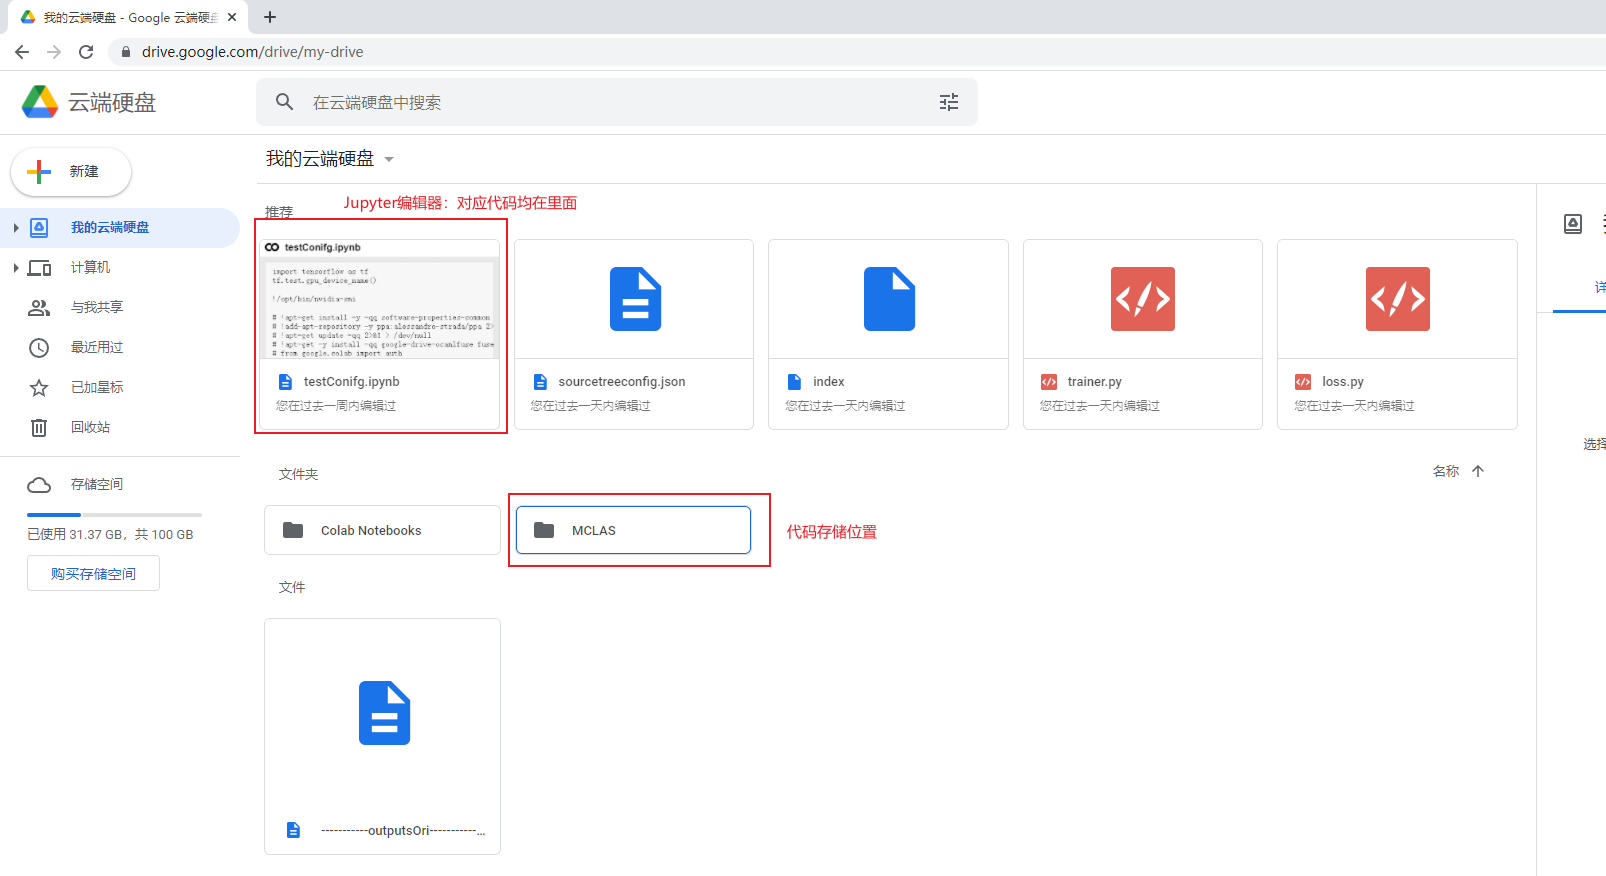 我的云端硬盘 - Google 云端硬盘
drive.google.com/drive/my-drive
云端硬盘
在云端硬盘中搜索
新建
我的云端硬盘
计算机
与我共享
最近用过
已加星标
回收站
存储空间
已使用 31.37 GB，共 100 GB
购买存储空间
我的云端硬盘
推荐
Jupyter编辑器：对应代码均在里面
testConifg.ipynb
import tensorflow as tf
tf.test.gpu_device_name()
!/opt/bin/nvidia-smi
# !apt-get install -y -qq software-properties-common
# !add-apt-repository -y ppa:alessandro-strada/ppa 2>
# !apt-get update -qq 2>&1 > /dev/null
# !apt-get -y install -qq google-drive-ocamlfuse fuse
# from google.colab import auth
testConifg.ipynb
您在过去一周内编辑过
sourcetreeconfig.json
您在过去一天内编辑过
index
您在过去一天内编辑过
trainer.py
您在过去一天内编辑过
loss.py
您在过去一天内编辑过
文件夹
名称
Colab Notebooks
MCLAS
代码存储位置
文件
-----------outputsOri-----------...
选择